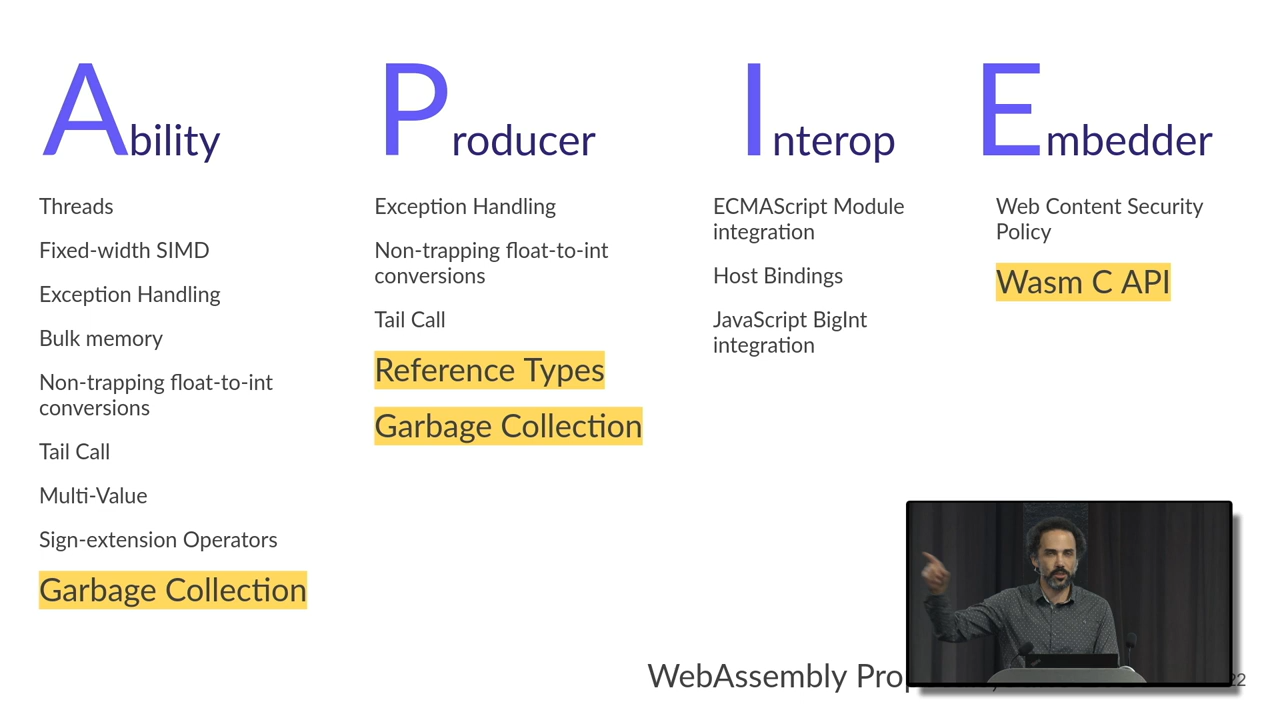 Ability
Threads
Fixed-width SIMD
Exception Handling
Bulk memory
Non-trapping float-to-int
conversions
Tail Call
Multi-Value
Sign-extension Operators
Garbage Collection
Producer
Exception Handling
Non-trapping float-to-int
conversions
Tail Call
Reference Types
Garbage Collection
Interop
ECMAScript Module
integration
Host Bindings
JavaScript BigInt
integration
Embedder
Web Content Security
Policy
Wasm C API
WebAssembly
22